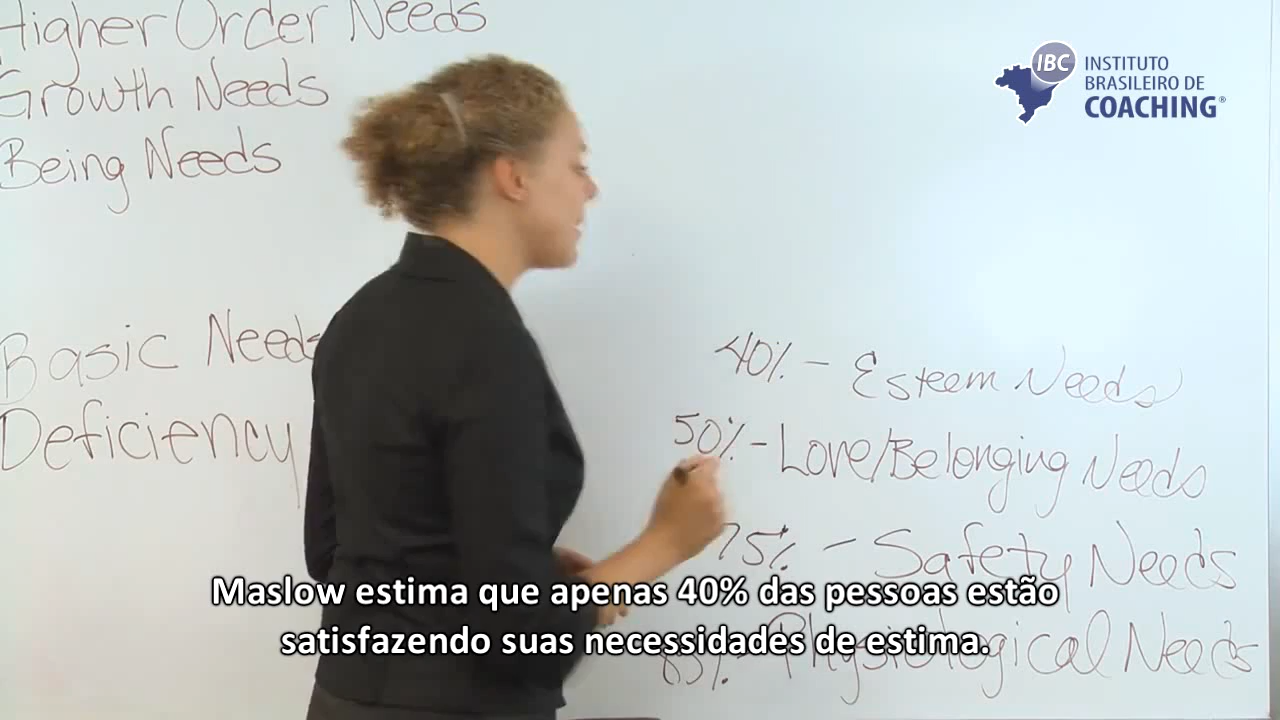 Higher Order Needs
Growth Needs
Being Needs
IBC
INSTITUTO
BRASILEIRO DE
COACHING®
Basic Needs
Deficiency
40% - Esteem Needs
50% - Love/Belonging Needs
75% - Safety Needs
85% - Physiological Needs
Maslow estima que apenas 40% das pessoas estão
satisfazendo suas necessidades de estima.